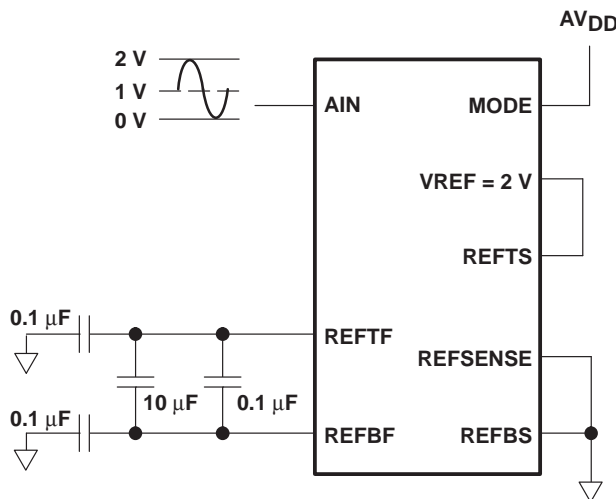 AVDD
2 V
1 V
0 V
AIN
MODE
VREF = 2 V
REFTS
0.1 μF
REFTF
REFSENSE
10 μF
0.1 μF
0.1 μF
REFBF
REFBS